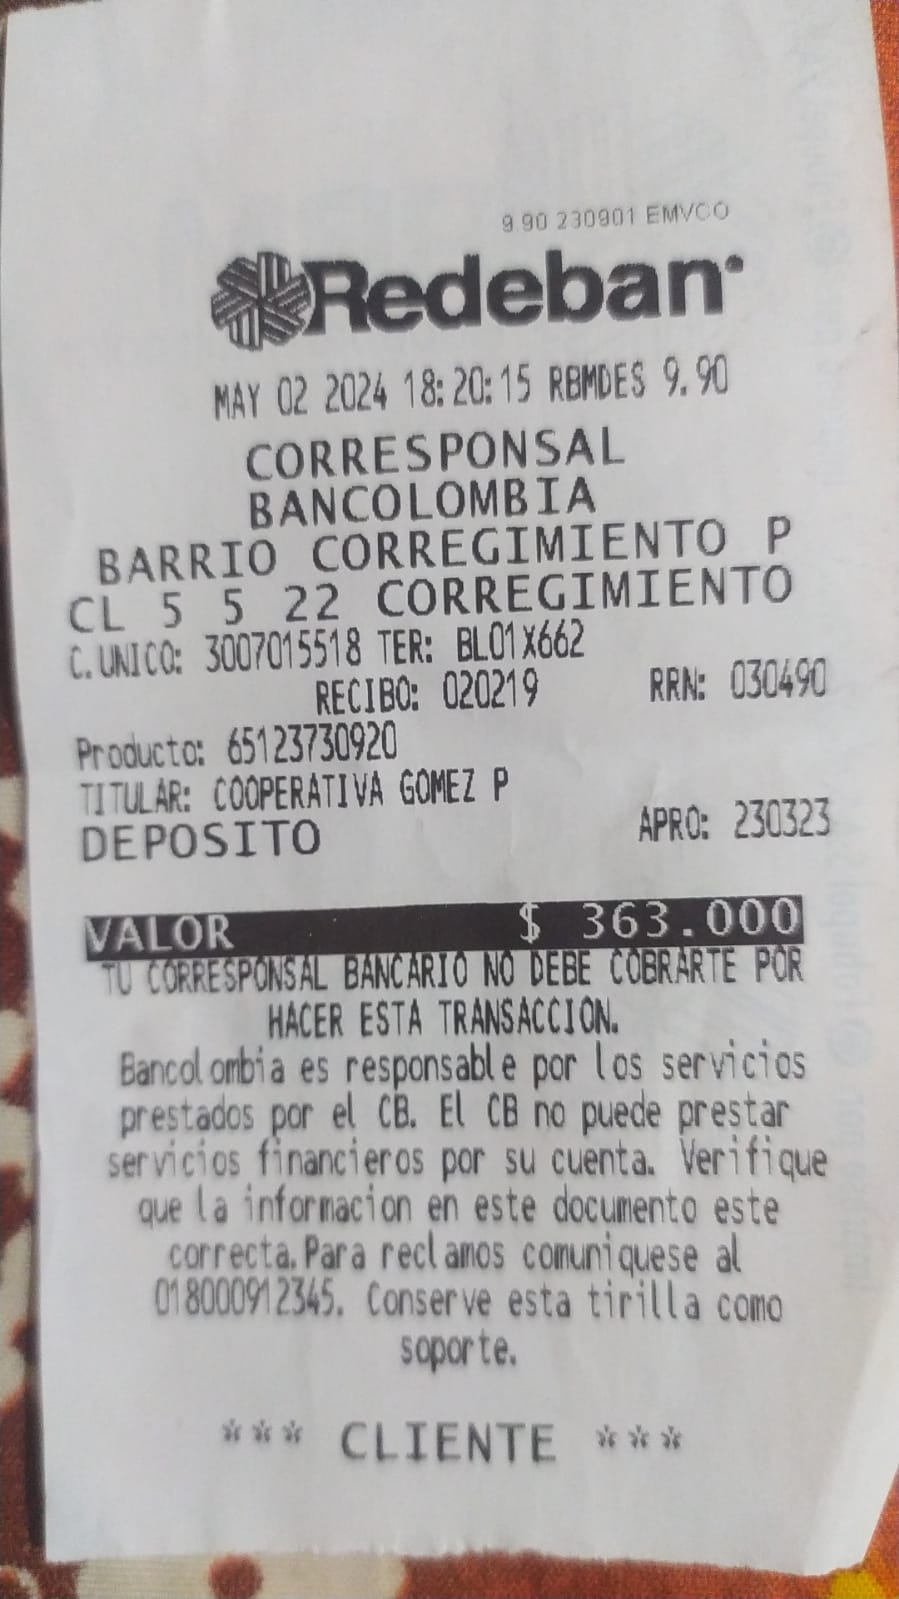 9.90 230901 EMVCO
Redeban
MAY 02 2024 18:20:15 RBMDES 9.90
CORRESPONSAL
BANCOLOMBIA
BARRIO CORREGIMIENTO P
CL 5 5 22 CORREGIMIENTO
C.UNICO: 3007015518 TER: BL01X662
RECIBO: 020219 RRN: 030490
Producto: 65123730920
TITULAR: COOPERATIVA GOMEZ P
DEPOSITO APRO: 230323
VALOR $ 363.000
TU CORRESPONSAL BANCARIO NO DEBE COBRARTE POR
HACER ESTA TRANSACCION.
Bancolombia es responsable por los servicios
prestados por el CB. El CB no puede prestar
servicios financieros por su cuenta. Verifique
que la informacion en este documento este
correcta.Para reclamos comuniquese al
018000912345. Conserve esta tirilla como
soporte.
*** CLIENTE ***